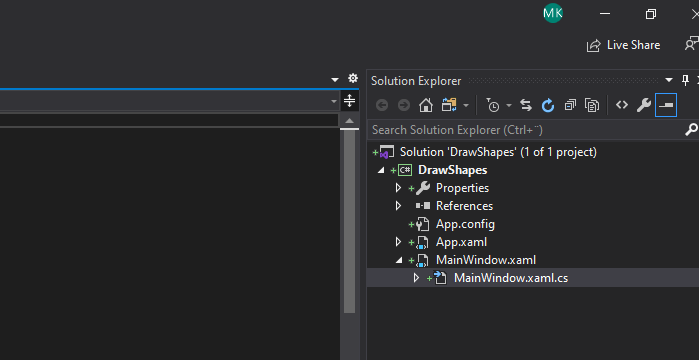 MK
Live Share
Solution Explorer
Search Solution Explorer (Ctrl+¨)
Solution 'DrawShapes' (1 of 1 project)
C# DrawShapes
Properties
References
App.config
App.xaml
MainWindow.xaml
MainWindow.xaml.cs